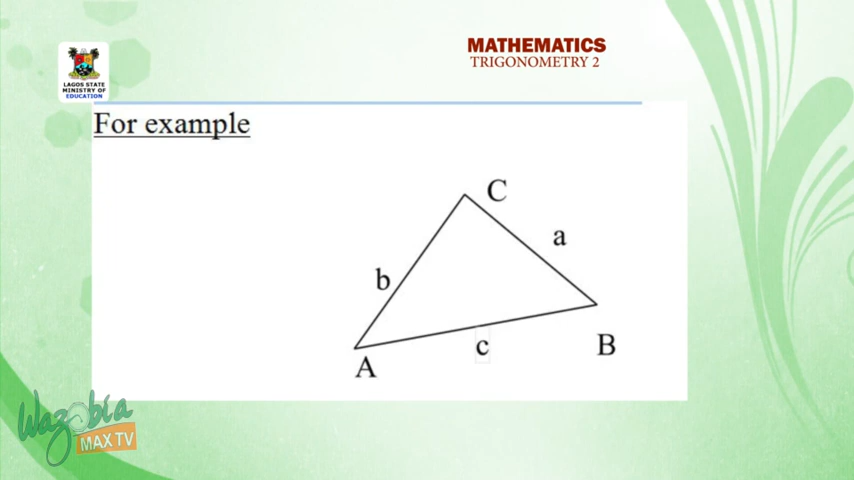 MATHEMATICS
TRIGONOMETRY 2
LAGOS STATE
MINISTRY OF
EDUCATION
For example
C
a
b
c
B
A
Wazobia
MAX TV